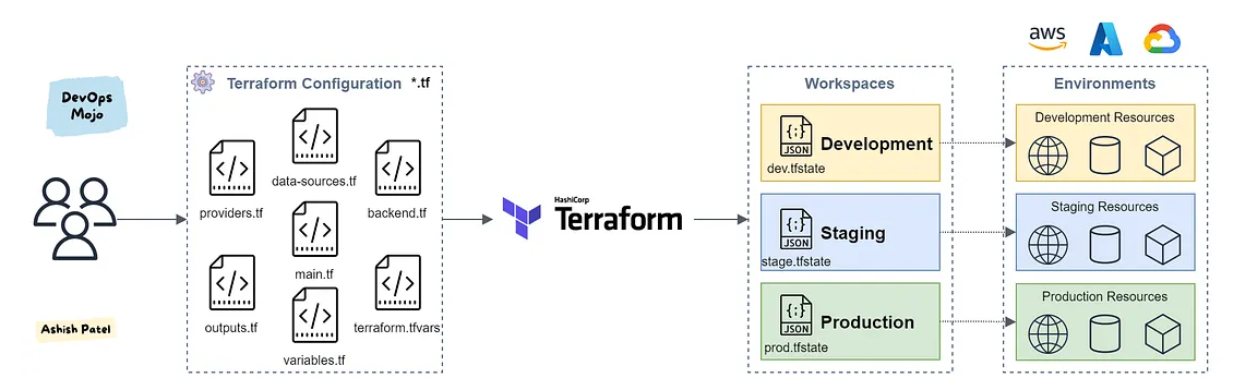 aws
DevOps
Mojo
Ashish Patel
Terraform Configuration *.tf
data-sources.tf
providers.tf
backend.tf
main.tf
outputs.tf
terraform.tfvars
variables.tf
HashiCorp
Terraform
Workspaces
JSON
Development
dev.tfstate
JSON
Staging
stage.tfstate
JSON
Production
prod.tfstate
Environments
Development Resources
Staging Resources
Production Resources